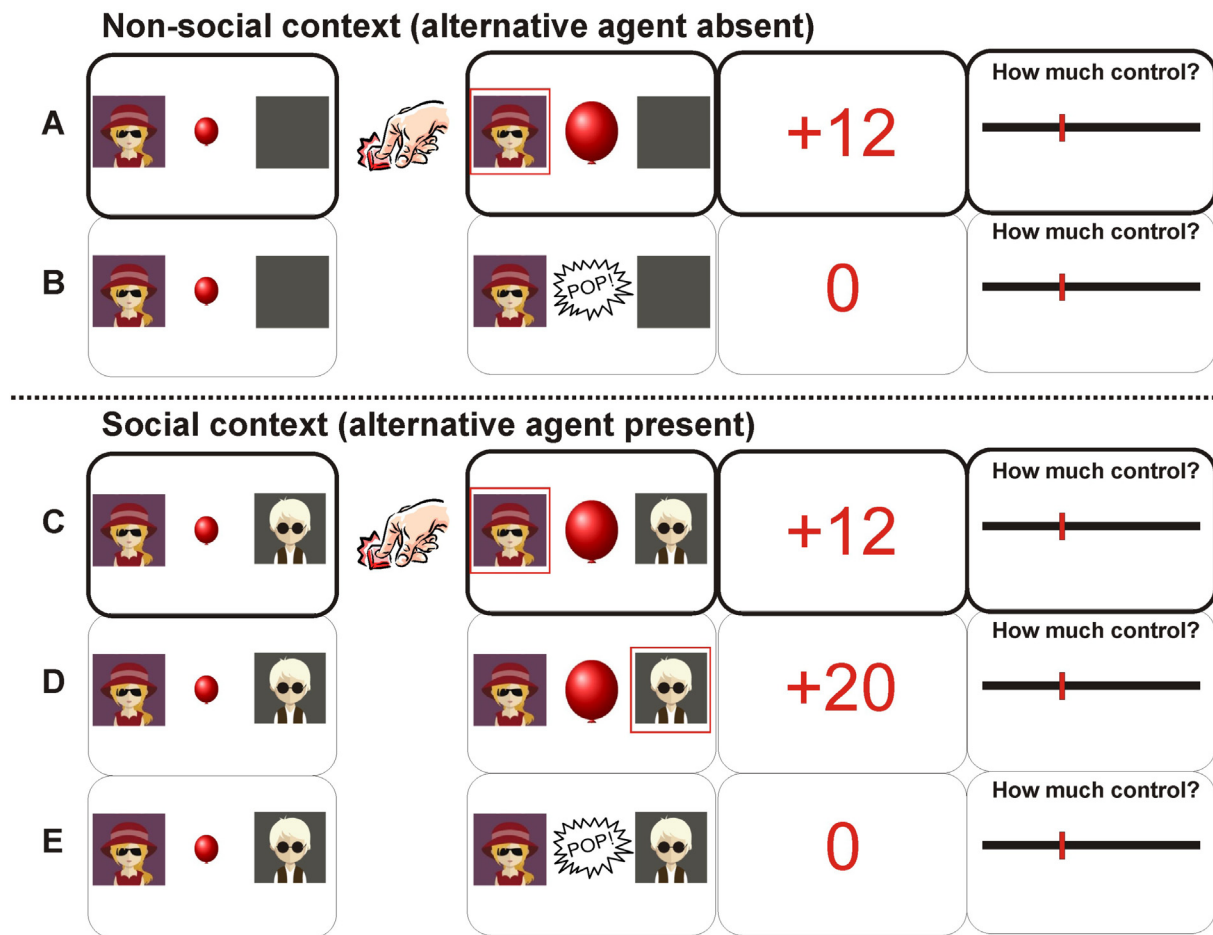 Non-social context (alternative agent absent)
A
+12
How much control?
B
POP!
0
How much control?
Social context (alternative agent present)
C
+12
How much control?
D
+20
How much control?
E
POP!
0
How much control?